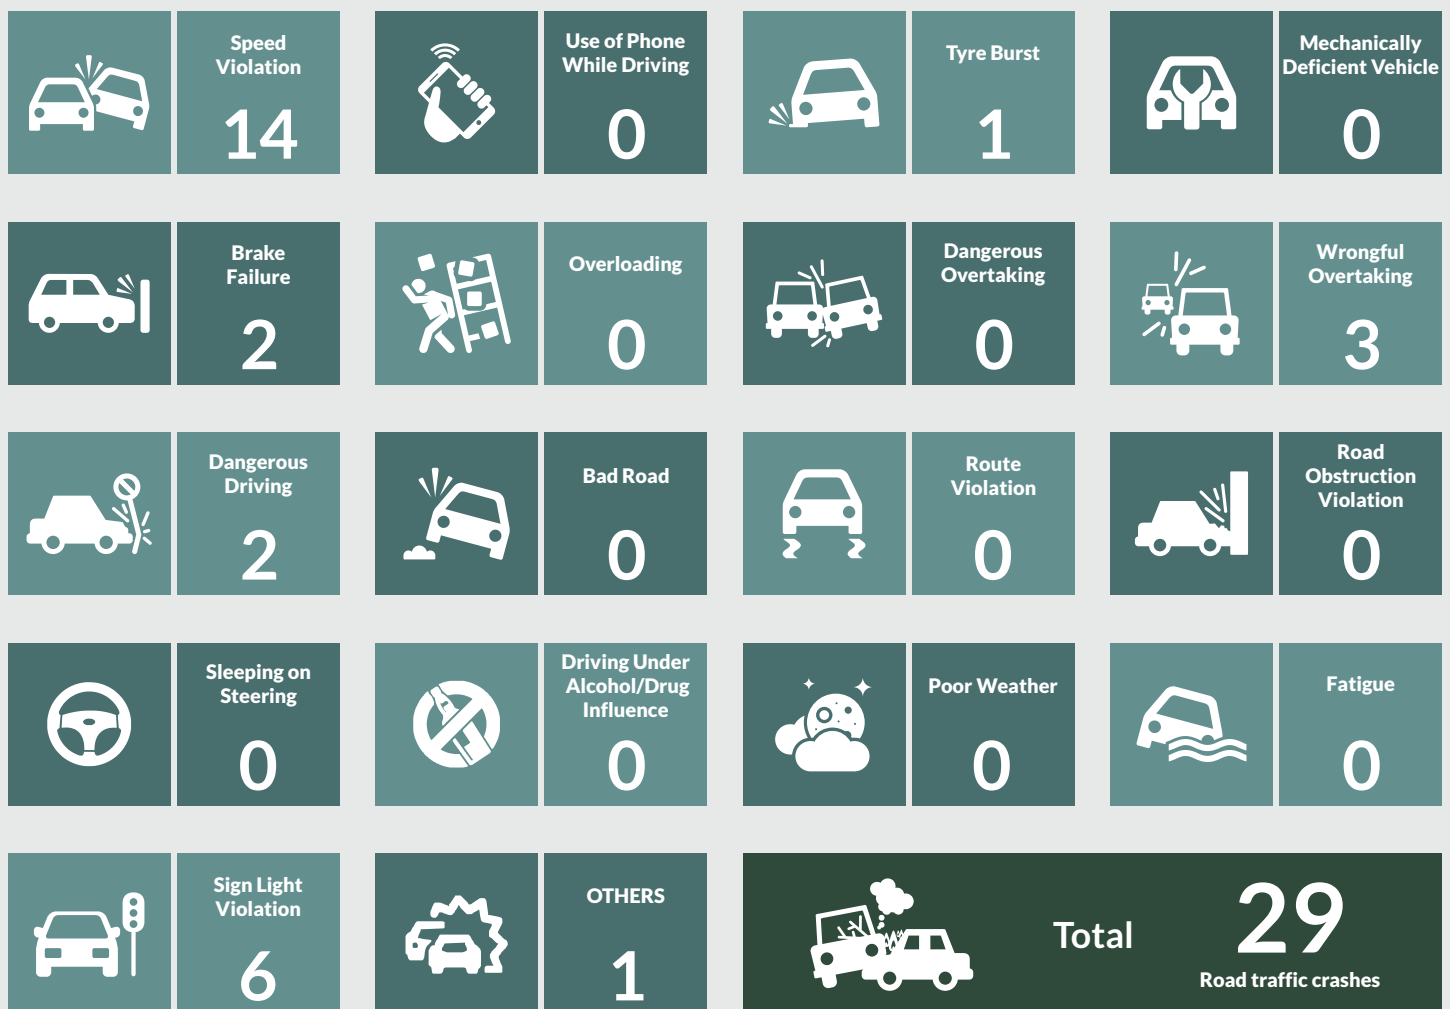 Speed
Violation
14
Use of Phone
While Driving
0
Tyre Burst
1
Mechanically
Deficient Vehicle
0
Brake
Failure
2
Overloading
0
Dangerous
Overtaking
0
Wrongful
Overtaking
3
Dangerous
Driving
2
Bad Road
0
Route
Violation
0
Road
Obstruction
Violation
0
Sleeping on
Steering
0
Driving Under
Alcohol/Drug
Influence
0
Poor Weather
0
Fatigue
0
Sign Light
Violation
6
OTHERS
1
Total
29
Road traffic crashes